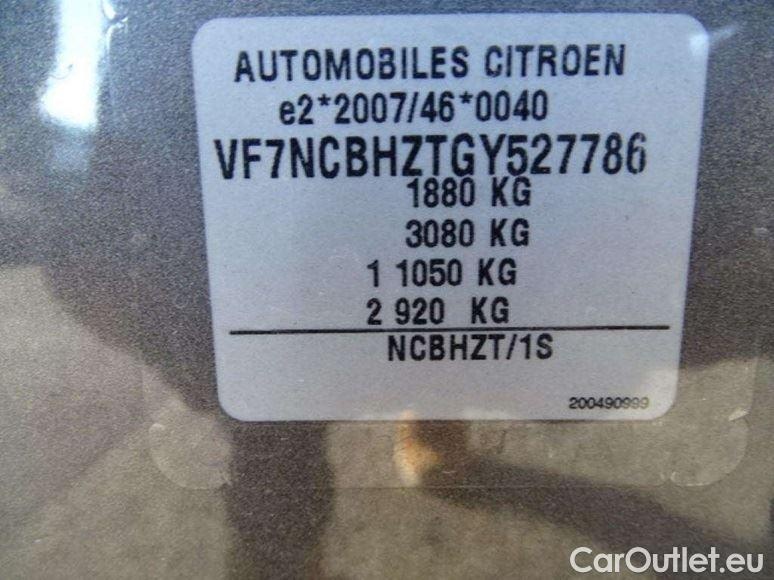 AUTOMOBILES CITROEN
e2*2007/46*0040
VF7NCBHZTGY527786
1880 KG
3080 KG
1 1050 KG
2 920 KG
NCBHZT/1S
200490999
CarOutlet.eu